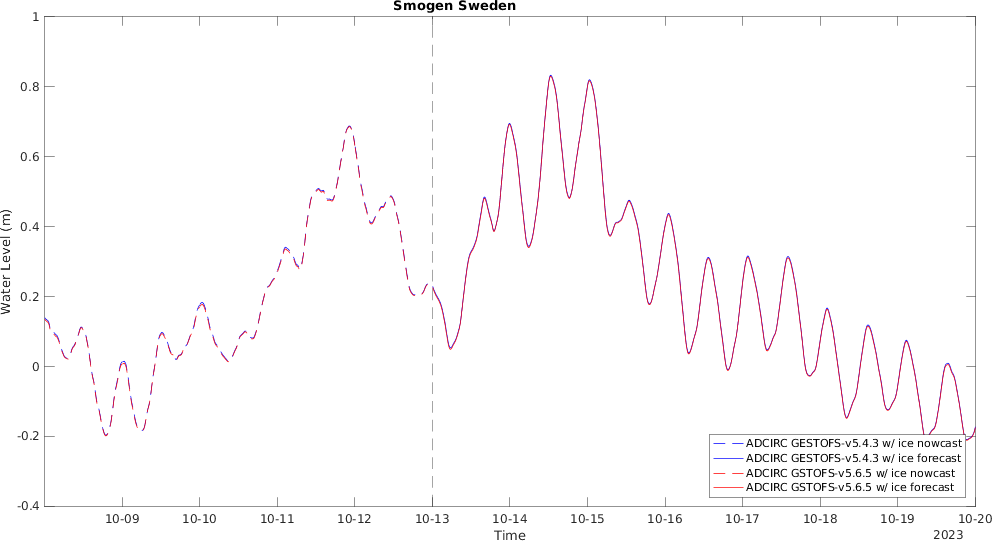 Smogen Sweden
1
0.8
0.6
0.4
0.2
0
-0.2
-0.4
Water Level (m)
10-09 10-10 10-11 10-12 10-13 10-14 10-15 10-16 10-17 10-18 10-19 10-20
Time
2023
ADCIRC GESTOFS-v5.4.3 w/ ice nowcast
ADCIRC GESTOFS-v5.4.3 w/ ice forecast
ADCIRC GSTOFS-v5.6.5 w/ ice nowcast
ADCIRC GSTOFS-v5.6.5 w/ ice forecast